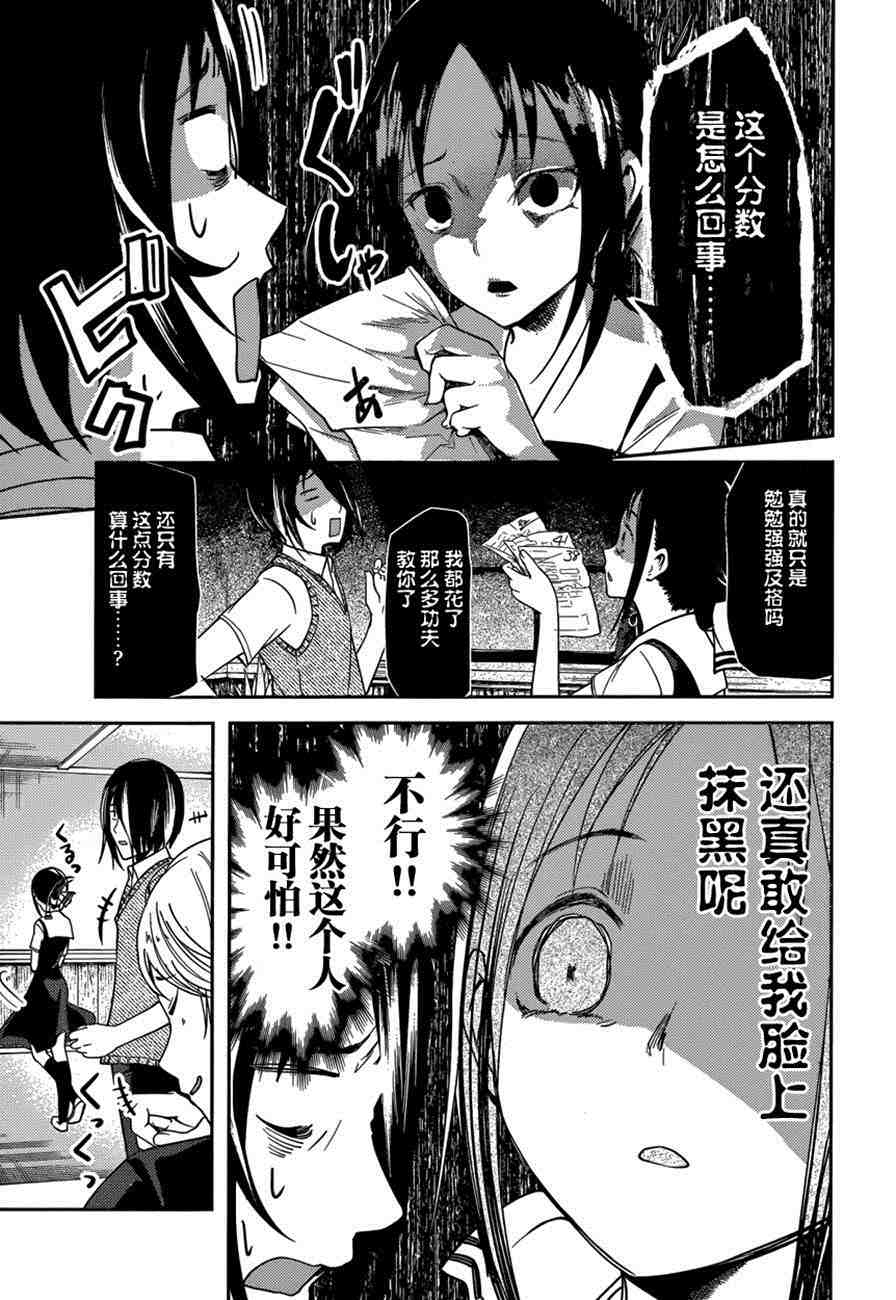 这个分数
是怎么回事……
ぐしゃ
あ
ビクッ
真的就只是
勉勉强强及格吗
38
我都花了
那么多功夫
教你了
还只有
这点分数
算什么回事……?
还真敢给我脸上
抹黑呢
不行!!
果然这个人
好可怕!!
くるっ
くっくっ